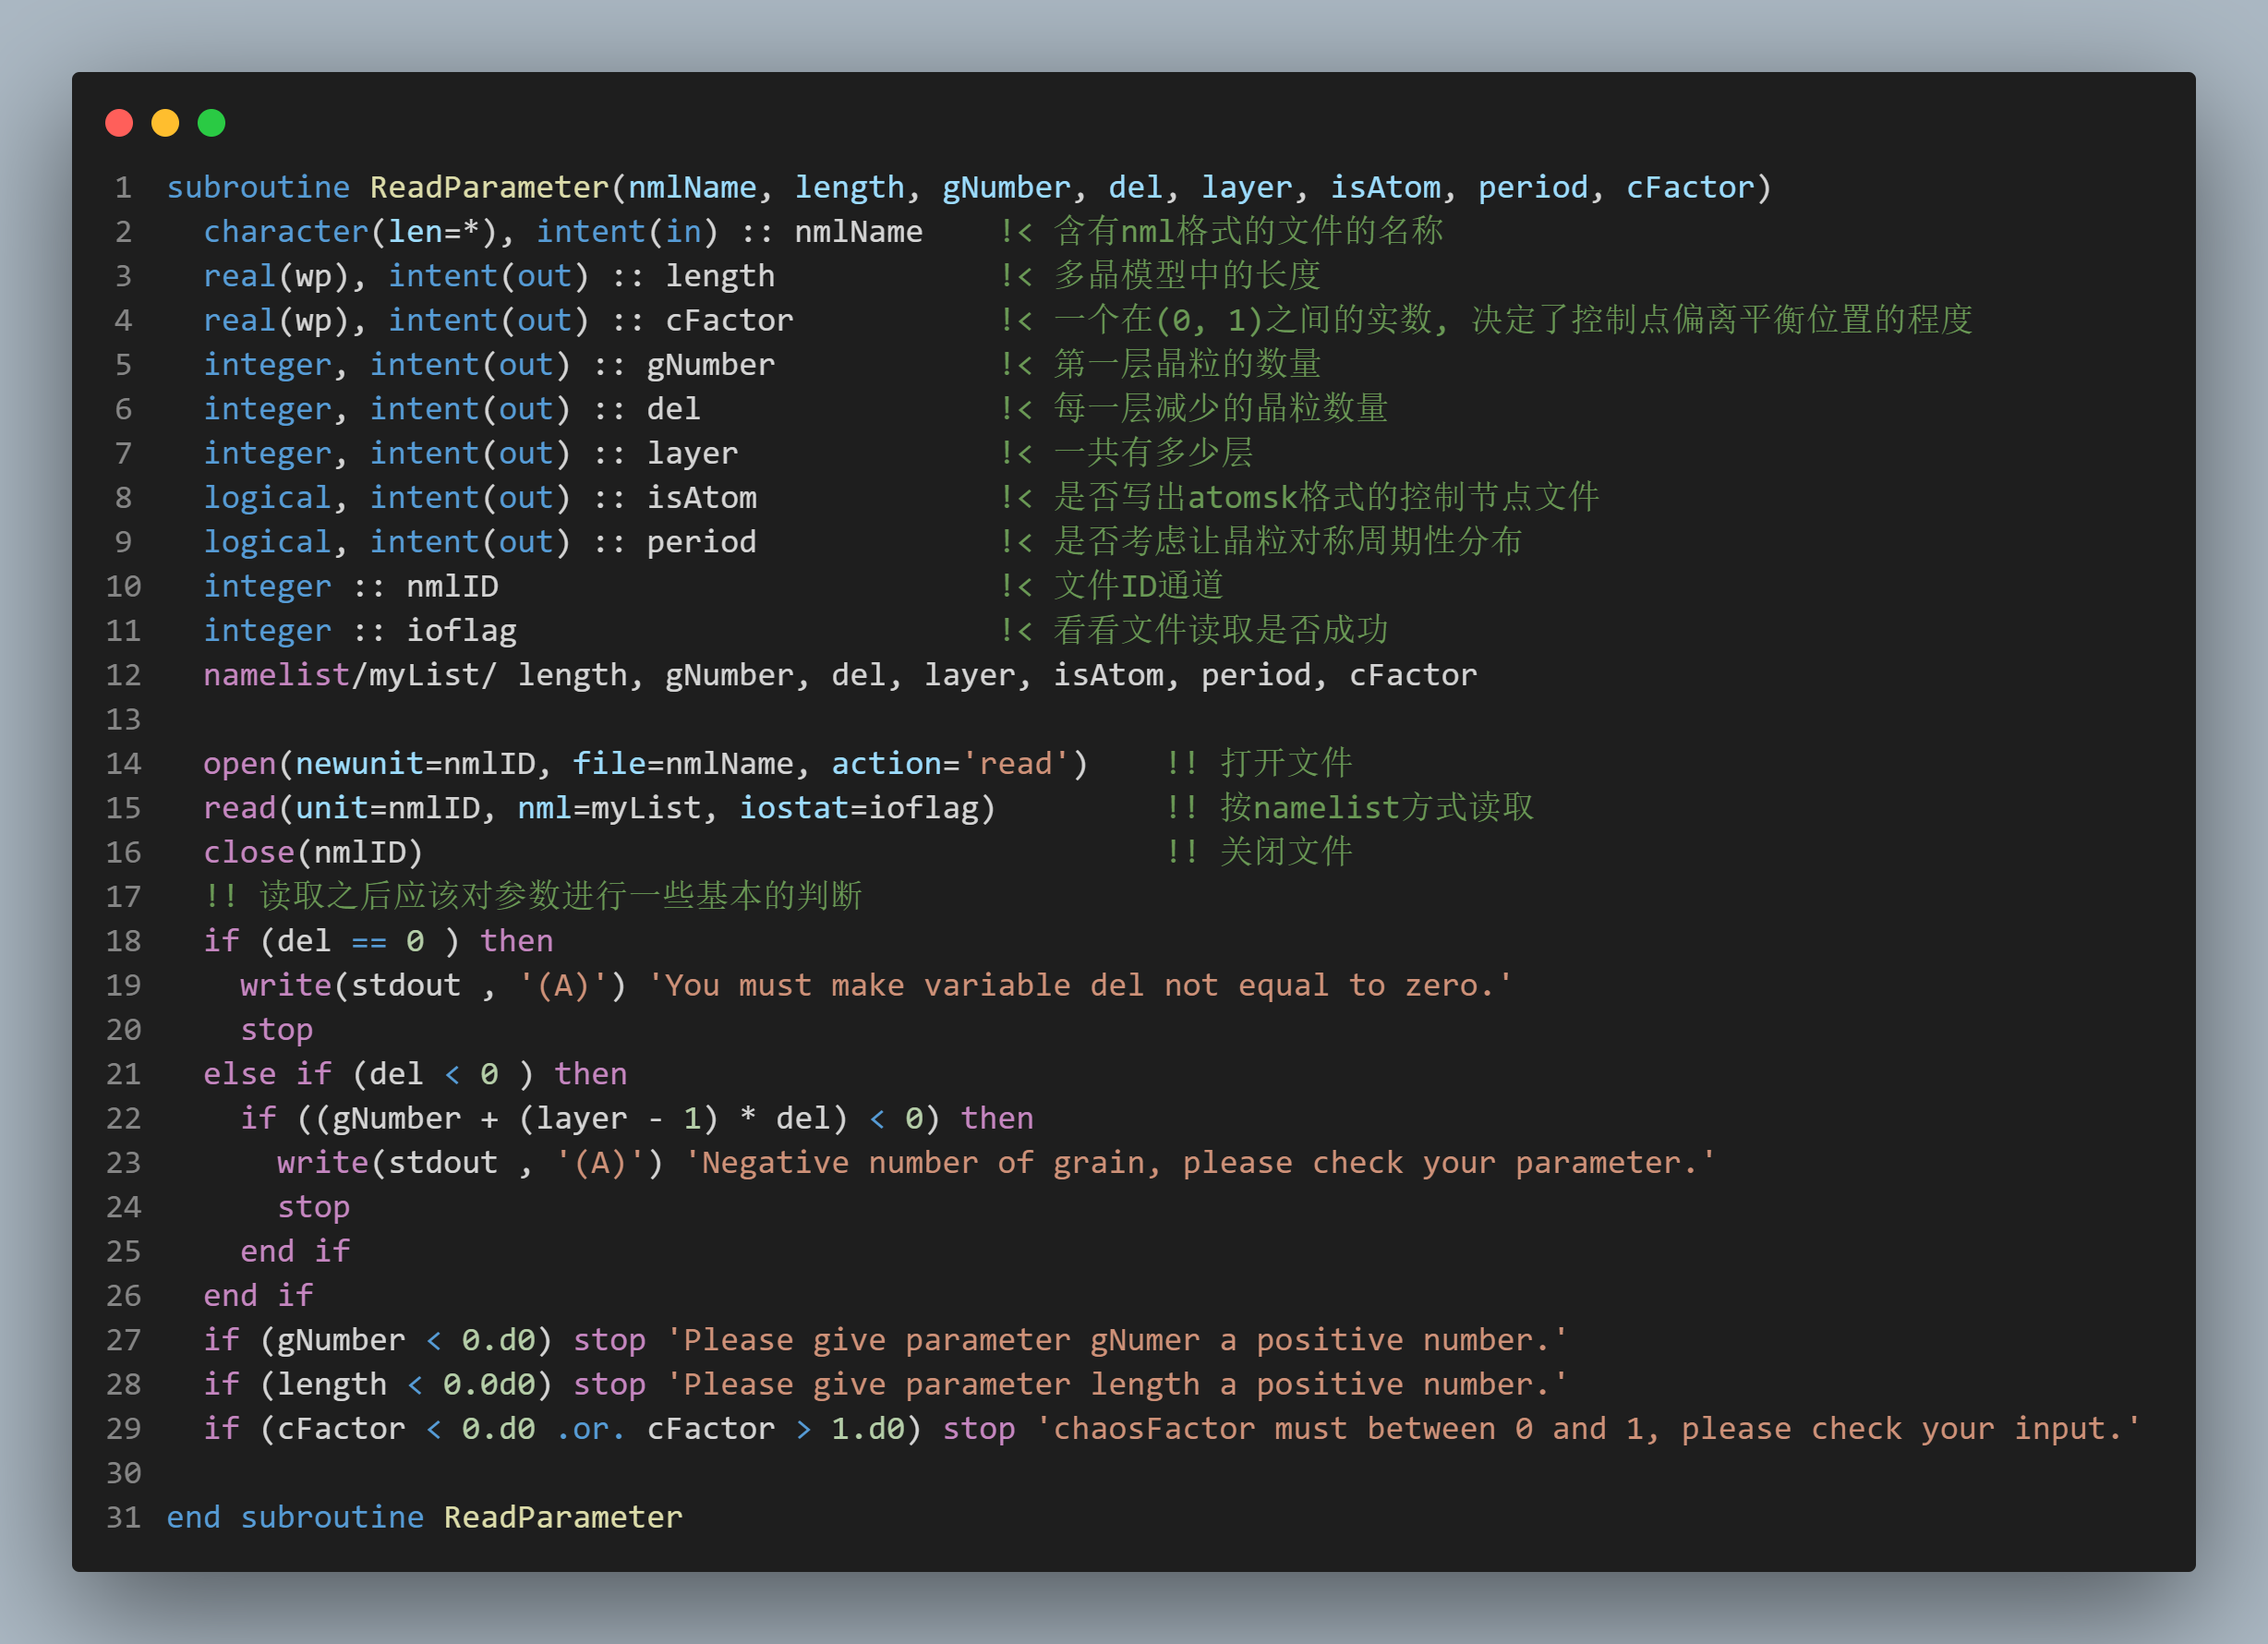 1 subroutine ReadParameter(nmlName, length, gNumber, del, layer, isAtom, period, cFactor)
2   character(len=*), intent(in) :: nmlName    !< 含有nml格式的文件的名称
3   real(wp), intent(out) :: length            !< 多晶模型中的长度
4   real(wp), intent(out) :: cFactor           !< 一个在(0, 1)之间的实数, 决定了控制点偏离平衡位置的程度
5   integer, intent(out) :: gNumber            !< 第一层晶粒的数量
6   integer, intent(out) :: del                !< 每一层减少的晶粒数量
7   integer, intent(out) :: layer              !< 一共有多少层
8   logical, intent(out) :: isAtom             !< 是否写出atomsk格式的控制节点文件
9   logical, intent(out) :: period             !< 是否考虑让晶粒对称周期性分布
10   integer :: nmlID                           !< 文件ID通道
11   integer :: ioflag                          !< 看看文件读取是否成功
12   namelist/myList/ length, gNumber, del, layer, isAtom, period, cFactor
13
14   open(newunit=nmlID, file=nmlName, action='read')    !! 打开文件
15   read(unit=nmlID, nml=myList, iostat=ioflag)         !! 按namelist方式读取
16   close(nmlID)                                        !! 关闭文件
17   !! 读取之后应该对参数进行一些基本的判断
18   if (del == 0 ) then
19     write(stdout , '(A)') 'You must make variable del not equal to zero.'
20     stop
21   else if (del < 0 ) then
22     if ((gNumber + (layer - 1) * del) < 0) then
23       write(stdout , '(A)') 'Negative number of grain, please check your parameter.'
24       stop
25     end if
26   end if
27   if (gNumber < 0.d0) stop 'Please give parameter gNumer a positive number.'
28   if (length < 0.0d0) stop 'Please give parameter length a positive number.'
29   if (cFactor < 0.d0 .or. cFactor > 1.d0) stop 'chaosFactor must between 0 and 1, please check your input.'
30
31 end subroutine ReadParameter